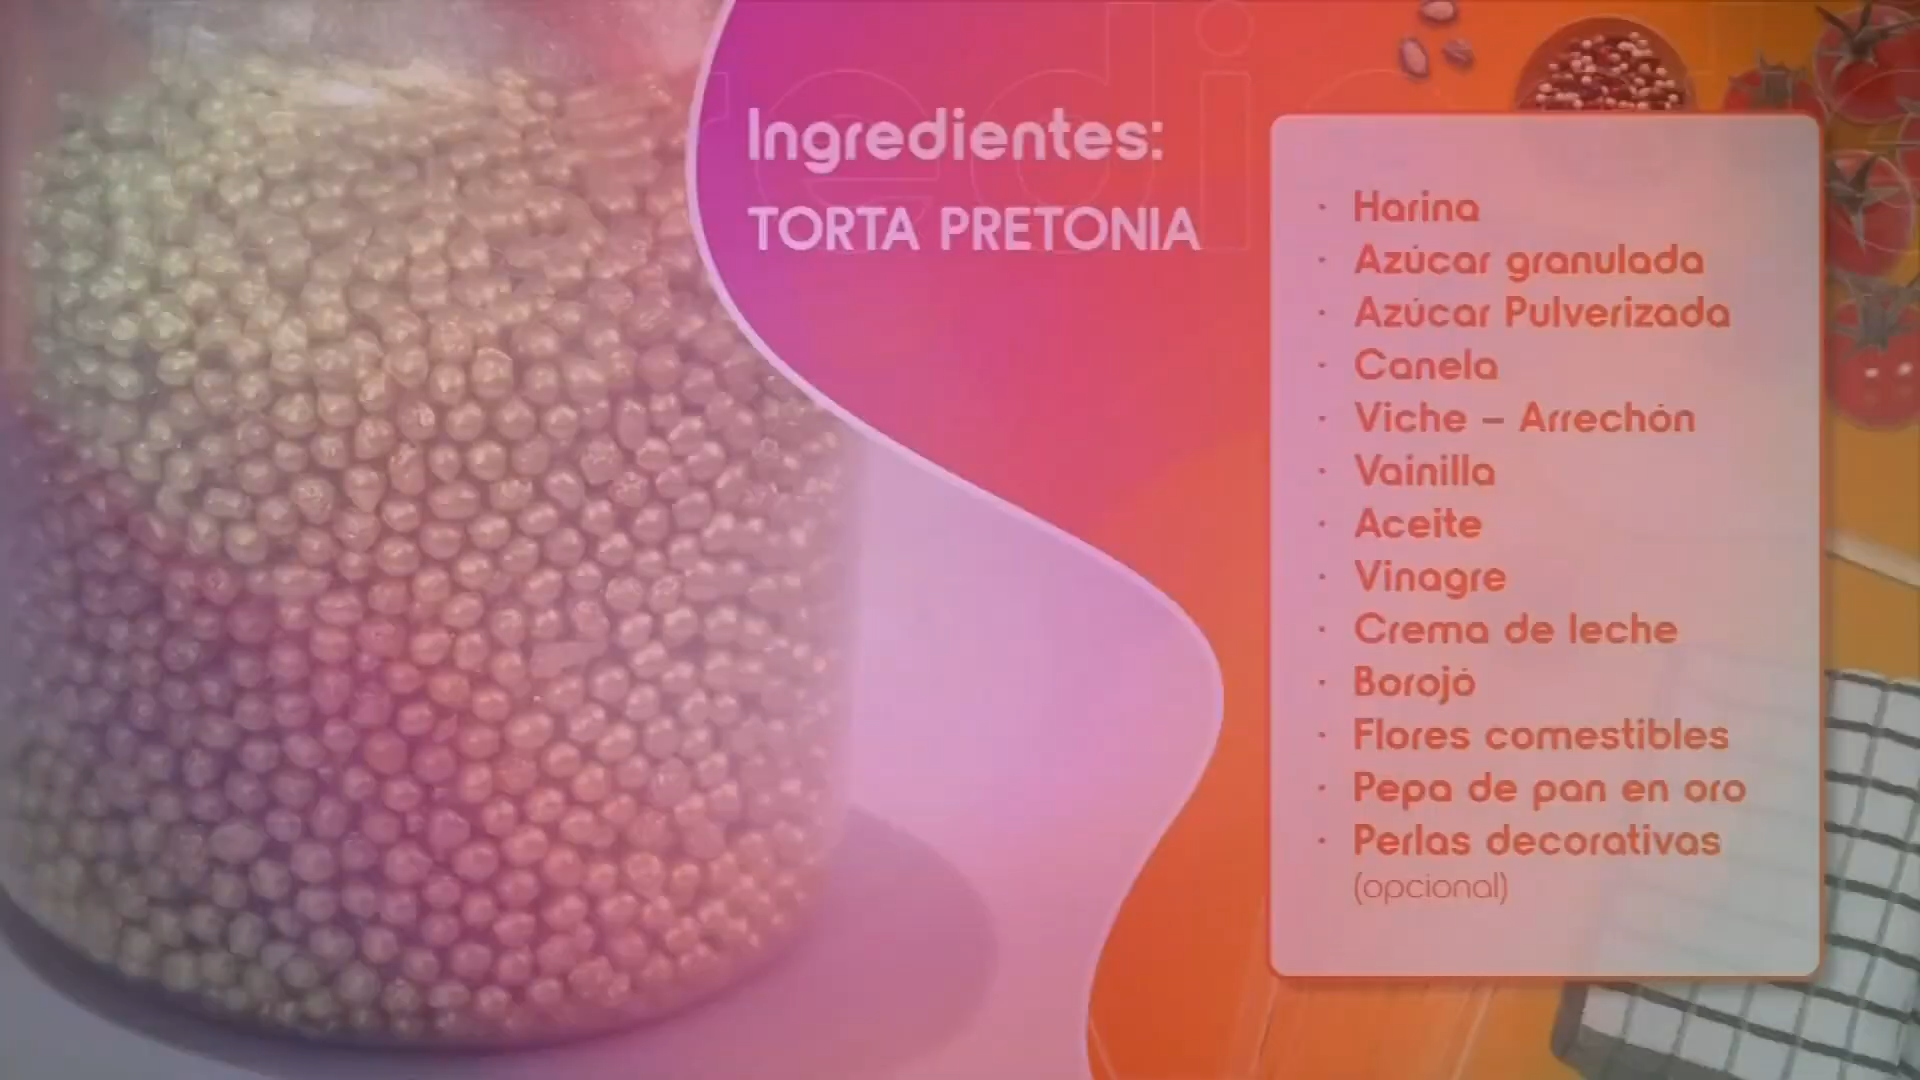 Ingredientes:
TORTA PRETONIA
· Harina
· Azúcar granulada
· Azúcar Pulverizada
· Canela
· Viche – Arrechón
· Vainilla
· Aceite
· Vinagre
· Crema de leche
· Borojó
· Flores comestibles
· Pepa de pan en oro
· Perlas decorativas
(opcional)